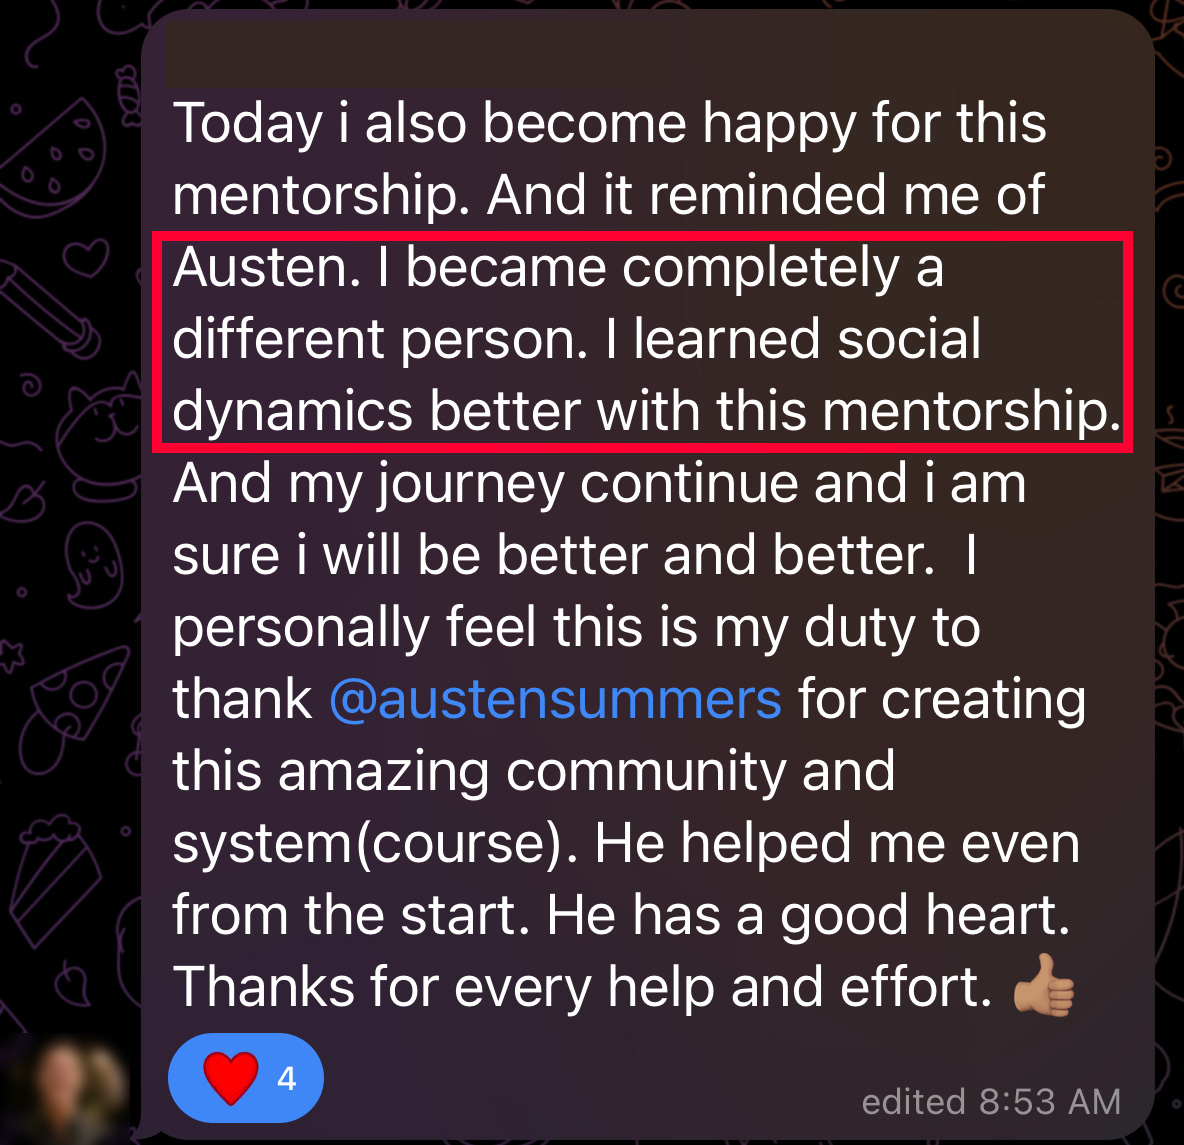 Today i also become happy for this
mentorship. And it reminded me of
Austen. I became completely a
different person. I learned social
dynamics better with this mentorship.
And my journey continue and i am
sure i will be better and better.  I
personally feel this is my duty to
thank @austensummers for creating
this amazing community and
system(course). He helped me even
from the start. He has a good heart.
Thanks for every help and effort. 👍🏽
❤️ 4
edited 8:53 AM